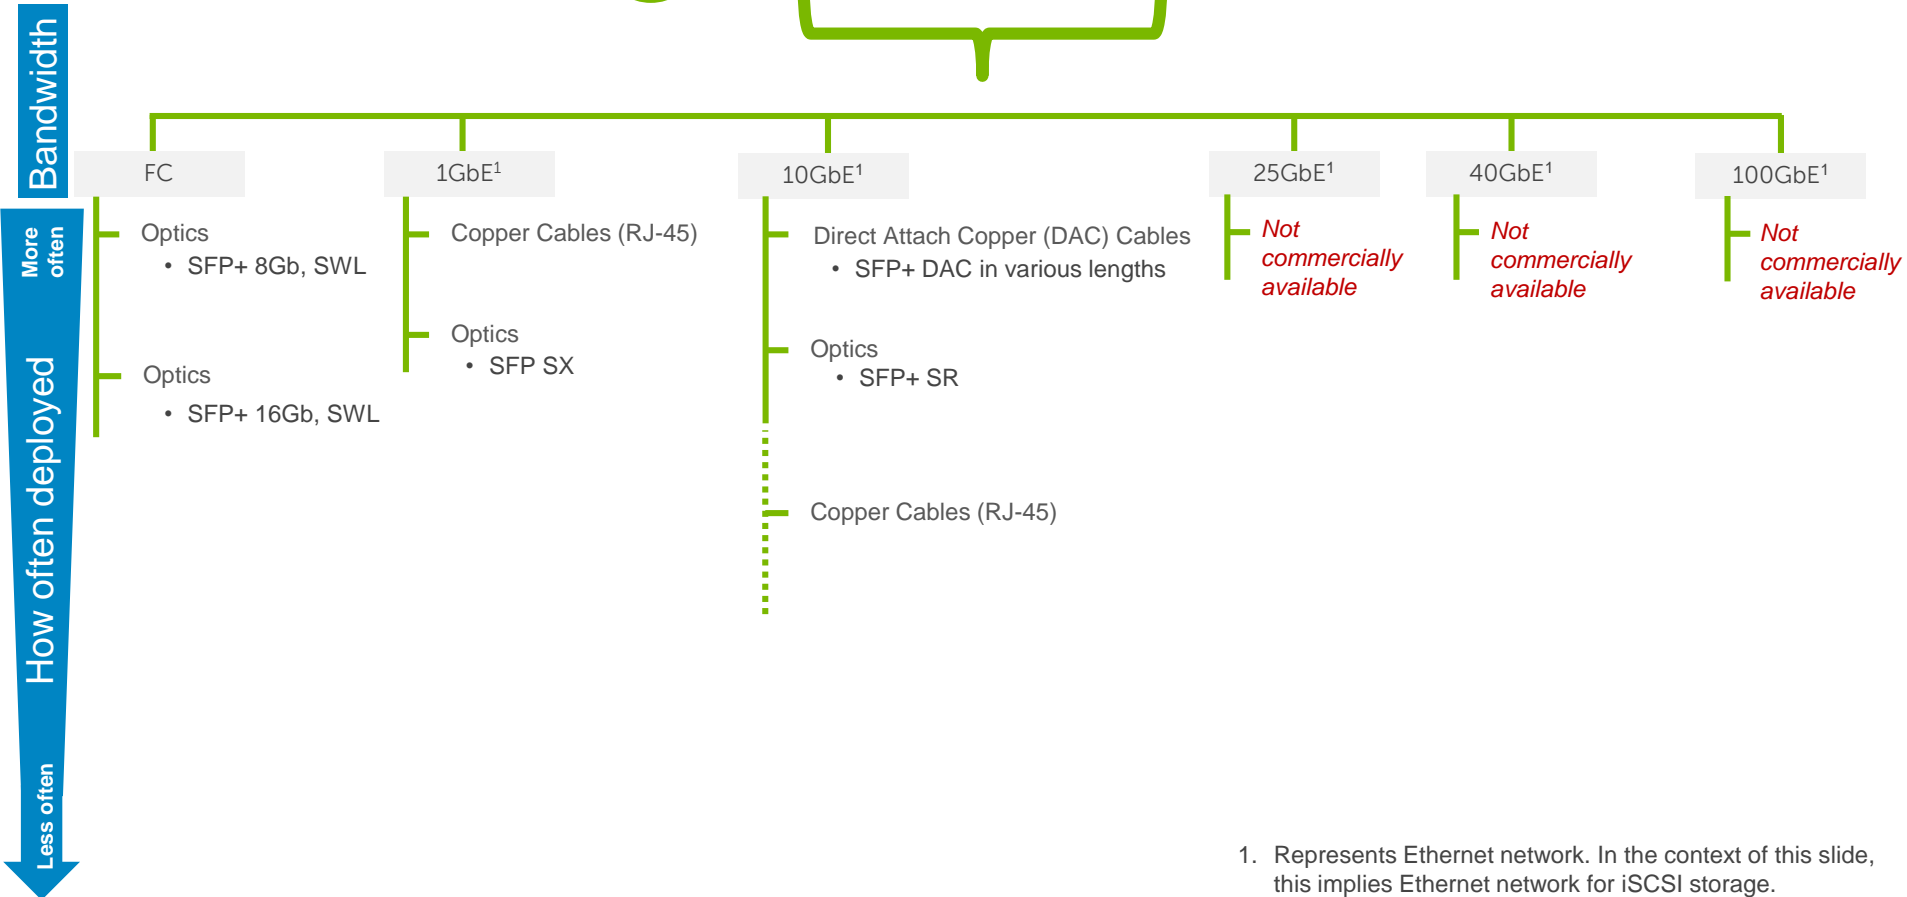 Bandwidth
FC
1GbE¹
10GbE¹
25GbE¹
40GbE¹
100GbE¹
More
often
How often deployed
Less often
Optics
• SFP+ 8Gb, SWL
Optics
• SFP+ 16Gb, SWL
Copper Cables (RJ-45)
Optics
• SFP SX
Direct Attach Copper (DAC) Cables
• SFP+ DAC in various lengths
Optics
• SFP+ SR
Copper Cables (RJ-45)
Not
commercially
available
Not
commercially
available
Not
commercially
available
1. Represents Ethernet network. In the context of this slide,
this implies Ethernet network for iSCSI storage.